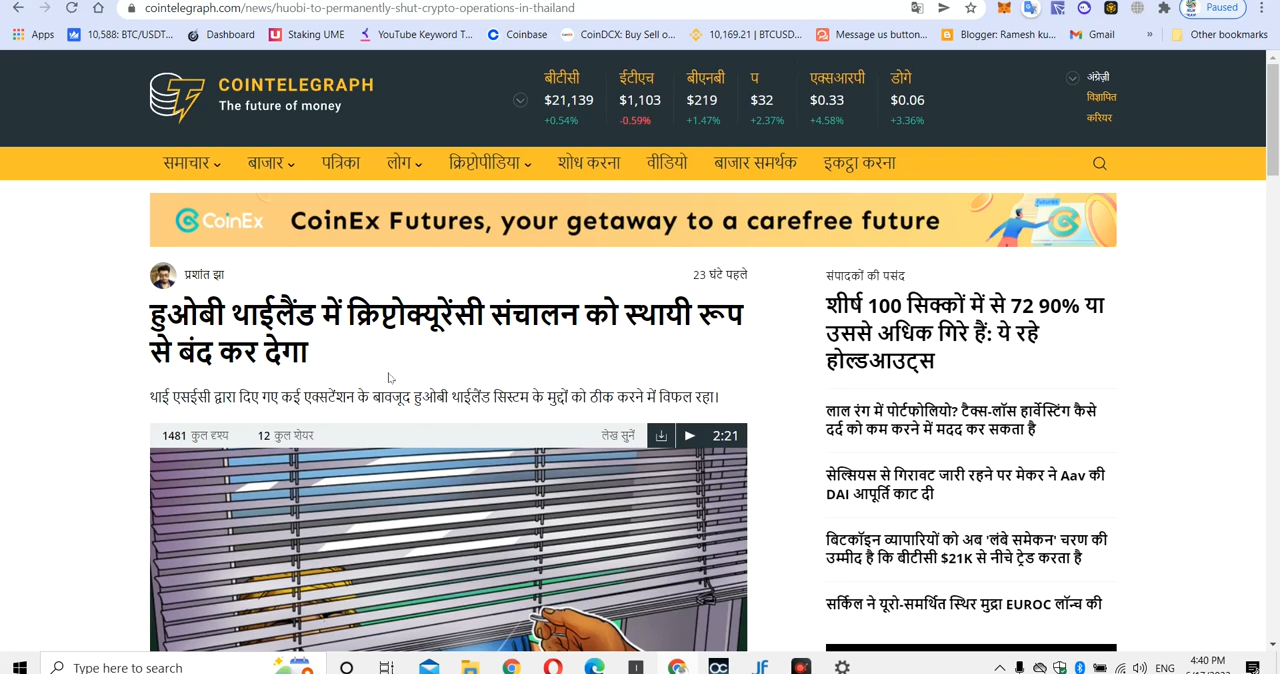 cointelegraph.com/news/huobi-to-permanently-shut-crypto-operations-in-thailand
Paused
Apps
10,588: BTC/USDT...
Dashboard
Staking UME
YouTube Keyword T...
Coinbase
CoinDCX: Buy Sell o...
10,169.21 | BTCUSD...
Message us button...
Blogger: Ramesh ku...
Gmail
»
Other bookmarks
COINTELEGRAPH
The future of money
बीटीसी
$21,139
+0.54%
ईटीएच
$1,103
-0.59%
बीएनबी
$219
+1.47%
प
$32
+2.37%
एक्सआरपी
$0.33
+4.58%
डोगे
$0.06
+3.36%
अंग्रेज़ी
विज्ञापित
करियर
समाचार बाजार पत्रिका लोग क्रिप्टोपीडिया शोध करना वीडियो बाजार समर्थक इकट्ठा करना
CoinEx CoinEx Futures, your getaway to a carefree future
Futures
प्रशांत झा
23 घंटे पहले
हुओबी थाईलैंड में क्रिप्टोक्यूरेंसी संचालन को स्थायी रूप
से बंद कर देगा
थाई एसईसी द्वारा दिए गए कई एक्सटेंशन के बावजूद हुओबी थाईलैंड सिस्टम के मुद्दों को ठीक करने में विफल रहा।
1481 कुल दृश्य
12 कुल शेयर
लेख सुनें
2:21
संपादकों की पसंद
शीर्ष 100 सिक्कों में से 72 90% या
उससे अधिक गिरे हैं: ये रहे
होल्डआउट्स
लाल रंग में पोर्टफोलियो? टैक्स-लॉस हार्वेस्टिंग कैसे
दर्द को कम करने में मदद कर सकता है
सेल्सियस से गिरावट जारी रहने पर मेकर ने Aav की
DAI आपूर्ति काट दी
बिटकॉइन व्यापारियों को अब 'लंबे समेकन' चरण की
उम्मीद है कि बीटीसी $21K से नीचे ट्रेड करता है
सर्किल ने यूरो-समर्थित स्थिर मुद्रा EUROC लॉन्च की
Type here to search
ENG
4:40 PM